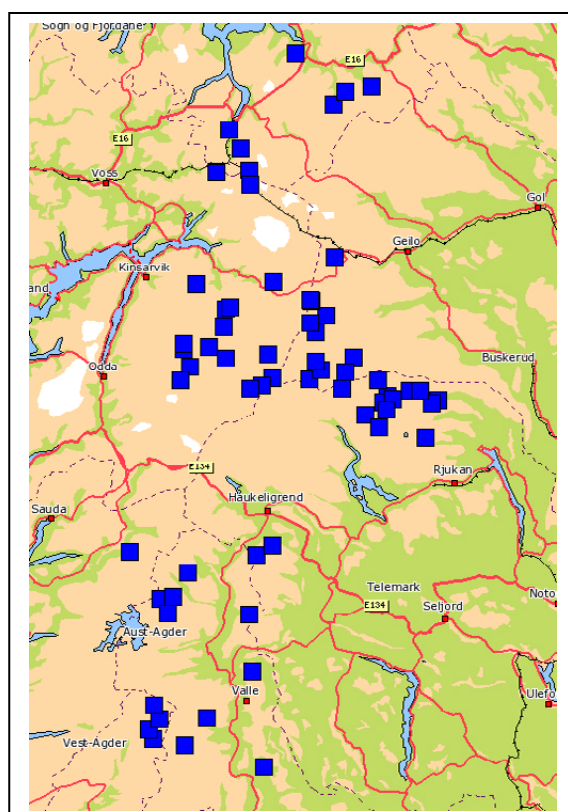 Sogn og Fjordane
E16
E16
Voss
Gol
Geilo
Kinsarvik
and
Buskerud
Odda
E134
Rjukan
Haukeligrend
Sauda
Telemark
Noto
E134
Seljord
Aust-Agder
Valle
Ulefo
Vest-Agder